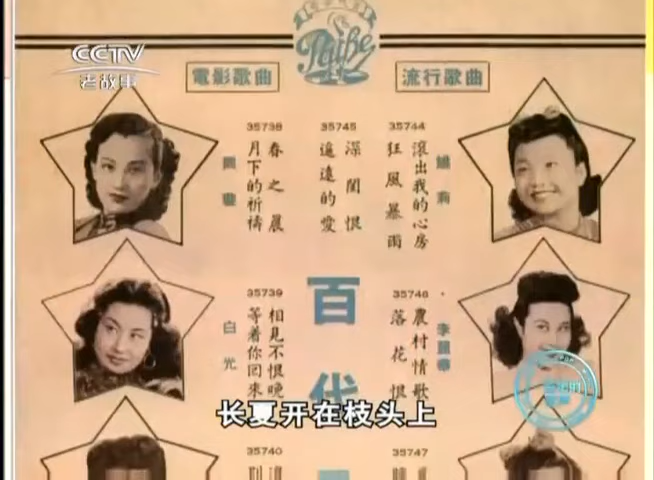 CCTV
老故事
Pathe
電影歌曲
流行歌曲
35738
春之晨
月下的祈禱
35745
深閨恨
遙遠的愛
35744
滾出我的心房
狂風暴雨
姚莉
百代
35739
相見不恨晚
等着你回來
白光
35746
農村情歌
落花恨
李麗華
长夏开在枝头上
35740
35747